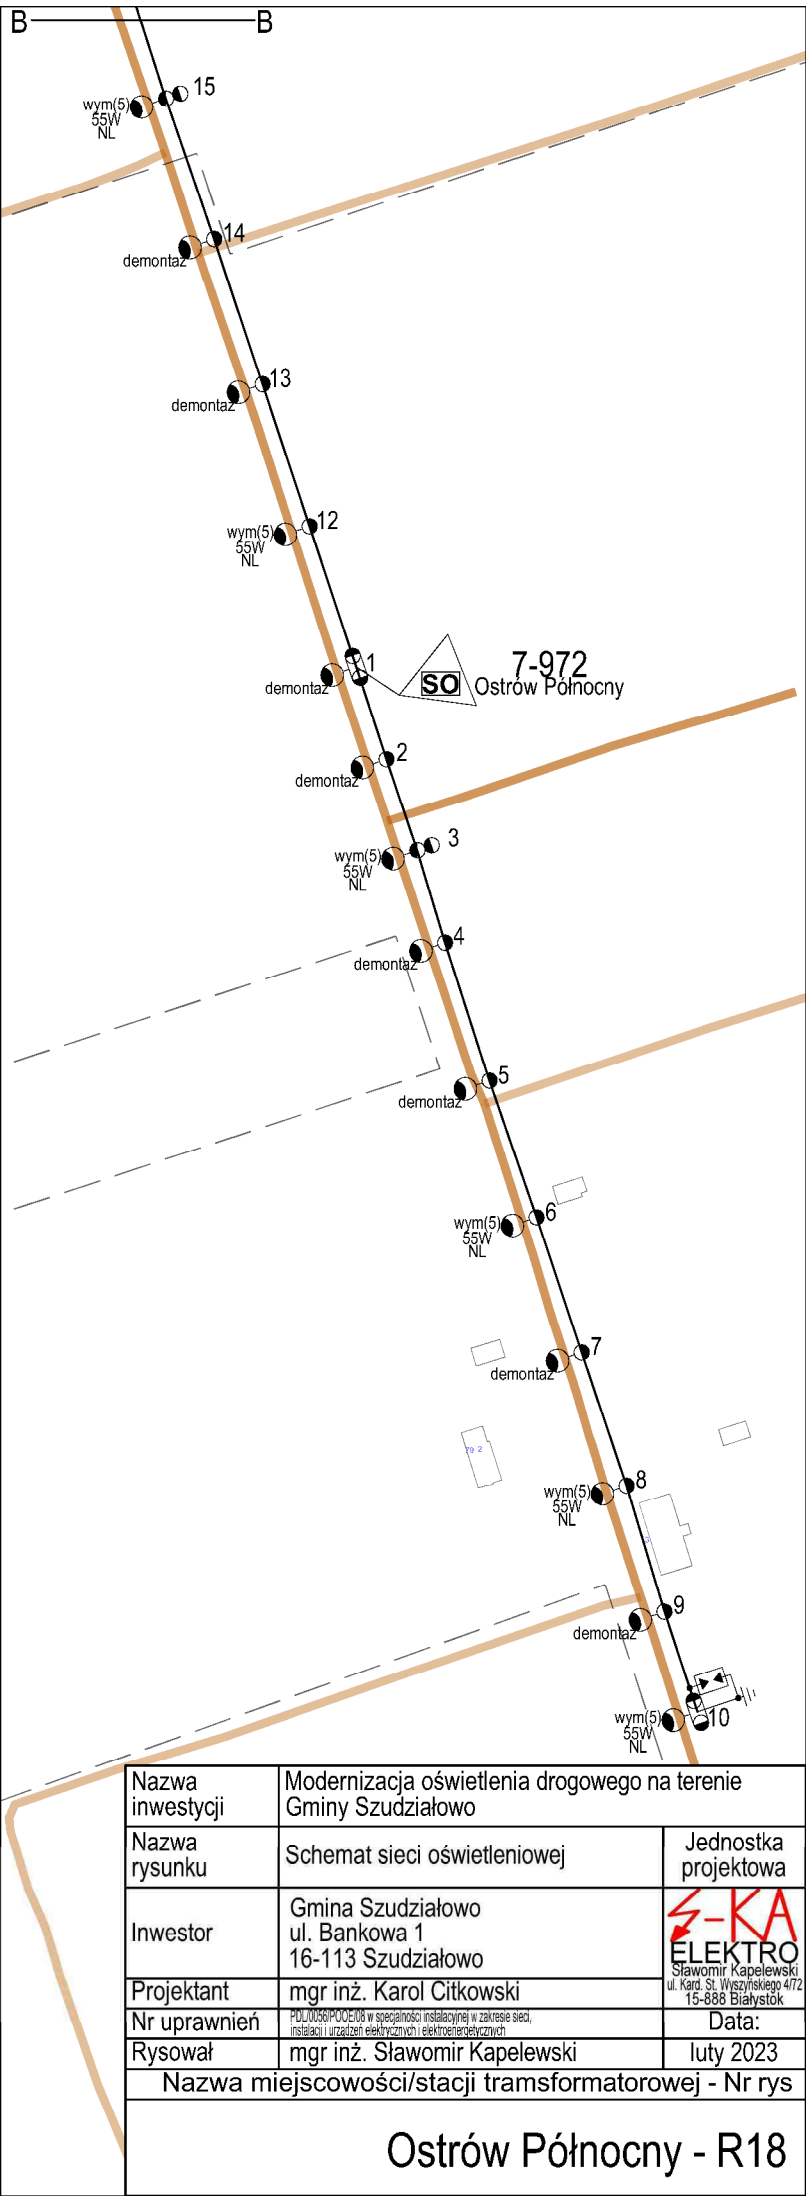 B B
15
wym(5)
55W
NL
14
demontaż
13
demontaż
12
wym(5)
55W
NL
1
demontaż
SO
7-972
Ostrów Północny
2
demontaż
3
wym(5)
55W
NL
4
demontaż
5
demontaż
6
wym(5)
55W
NL
7
demontaż
79 2
8
wym(5)
55W
NL
3
9
demontaż
10
wym(5)
55W
NL
Nazwa
inwestycji
Modernizacja oświetlenia drogowego na terenie
Gminy Szudziałowo
Nazwa
rysunku
Schemat sieci oświetleniowej
Jednostka
projektowa
Inwestor
Gmina Szudziałowo
ul. Bankowa 1
16-113 Szudziałowo
S-KA
ELEKTRO
Sławomir Kapelewski
ul. Kard. St. Wyszyńskiego 4/72
15-888 Białystok
Projektant
mgr inż. Karol Citkowski
Nr uprawnień
PDL/0056/POOE/08 w specjalności instalacyjnej w zakresie sieci,
instalacji i urządzeń elektrycznych i elektroenergetycznych
Data:
Rysował
mgr inż. Sławomir Kapelewski
luty 2023
Nazwa miejscowości/stacji tramsformatorowej - Nr rys
Ostrów Północny - R18